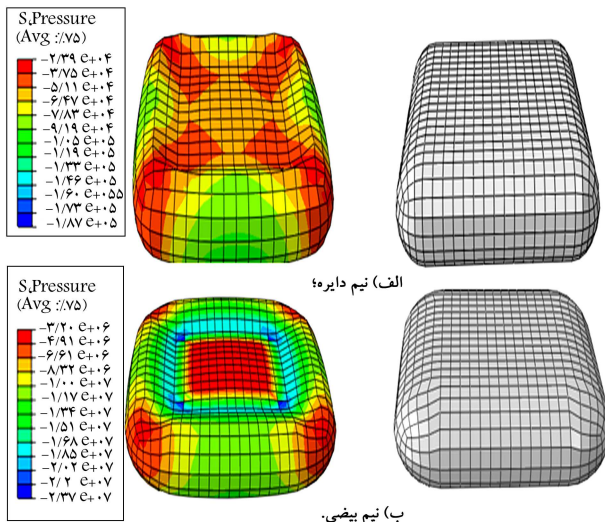 S،Pressure
(Avg :٪۷۵)
−۲/۳۹ e+۰۴
−۳/۷۵ e+۰۴
−۵/۱۱ e+۰۴
−۶/۴۷ e+۰۴
−۷/۸۳ e+۰۴
−۹/۱۹ e+۰۴
−۱/۰۵ e+۰۵
−۱/۱۹ e+۰۵
−۱/۳۳ e+۰۵
−۱/۴۶ e+۰۵
−۱/۶۰ e+۰۵۵
−۱/۷۳ e+۰۵
−۱/۸۷ e+۰۵
الف) نیم دایره؛
S،Pressure
(Avg :٪۷۵)
−۳/۲۰ e+۰۶
−۴/۹۱ e+۰۶
−۶/۶۱ e+۰۶
−۸/۳۲ e+۰۶
−۱/۰۰ e+۰۷
−۱/۱۷ e+۰۷
−۱/۳۴ e+۰۷
−۱/۵۱ e+۰۷
−۱/۶۸ e+۰۷
−۱/۸۵ e+۰۷
−۲/۰۲ e+۰۷
−۲/۲ e+۰۷
−۲/۳۷ e+۰۷
ب) نیم بیضی.